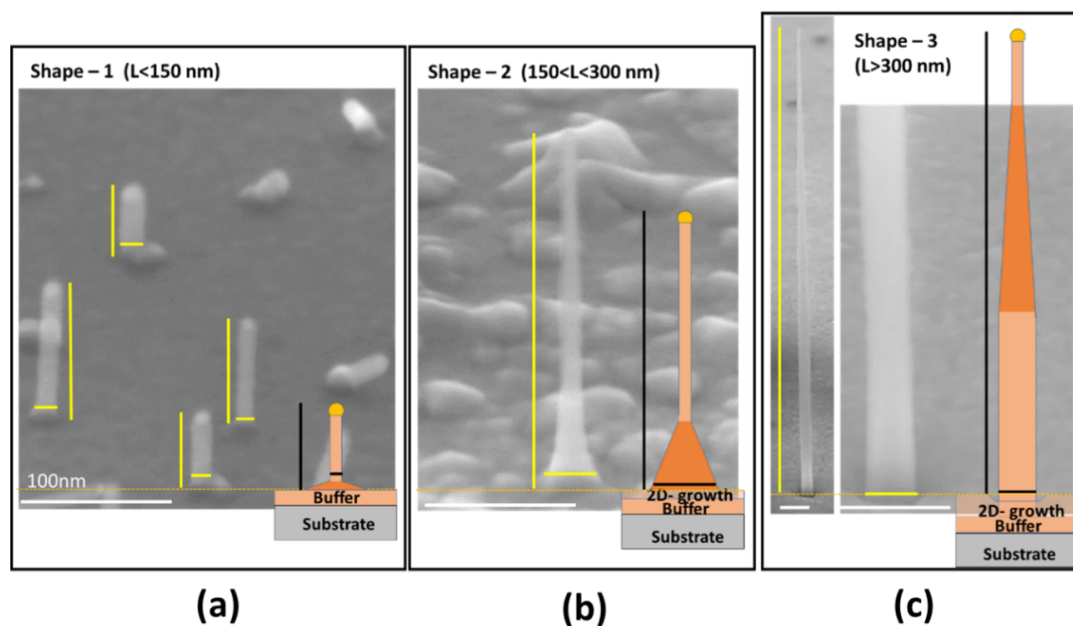 Shape – 1 (L<150 nm)
100nm
Buffer
Substrate
(a)
Shape – 2 (150<L<300 nm)
2D- growth
Buffer
Substrate
(b)
Shape – 3
(L>300 nm)
2D- growth
Buffer
Substrate
(c)